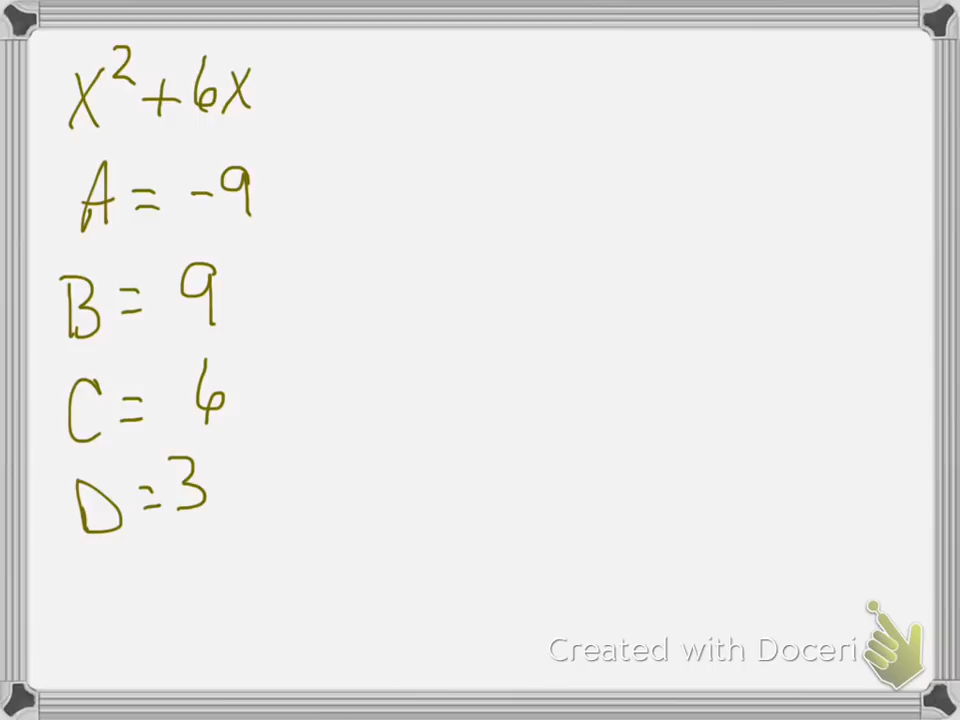 x² + 6x
A = -9
B = 9
C = 6
D = 3
Created with Doceri